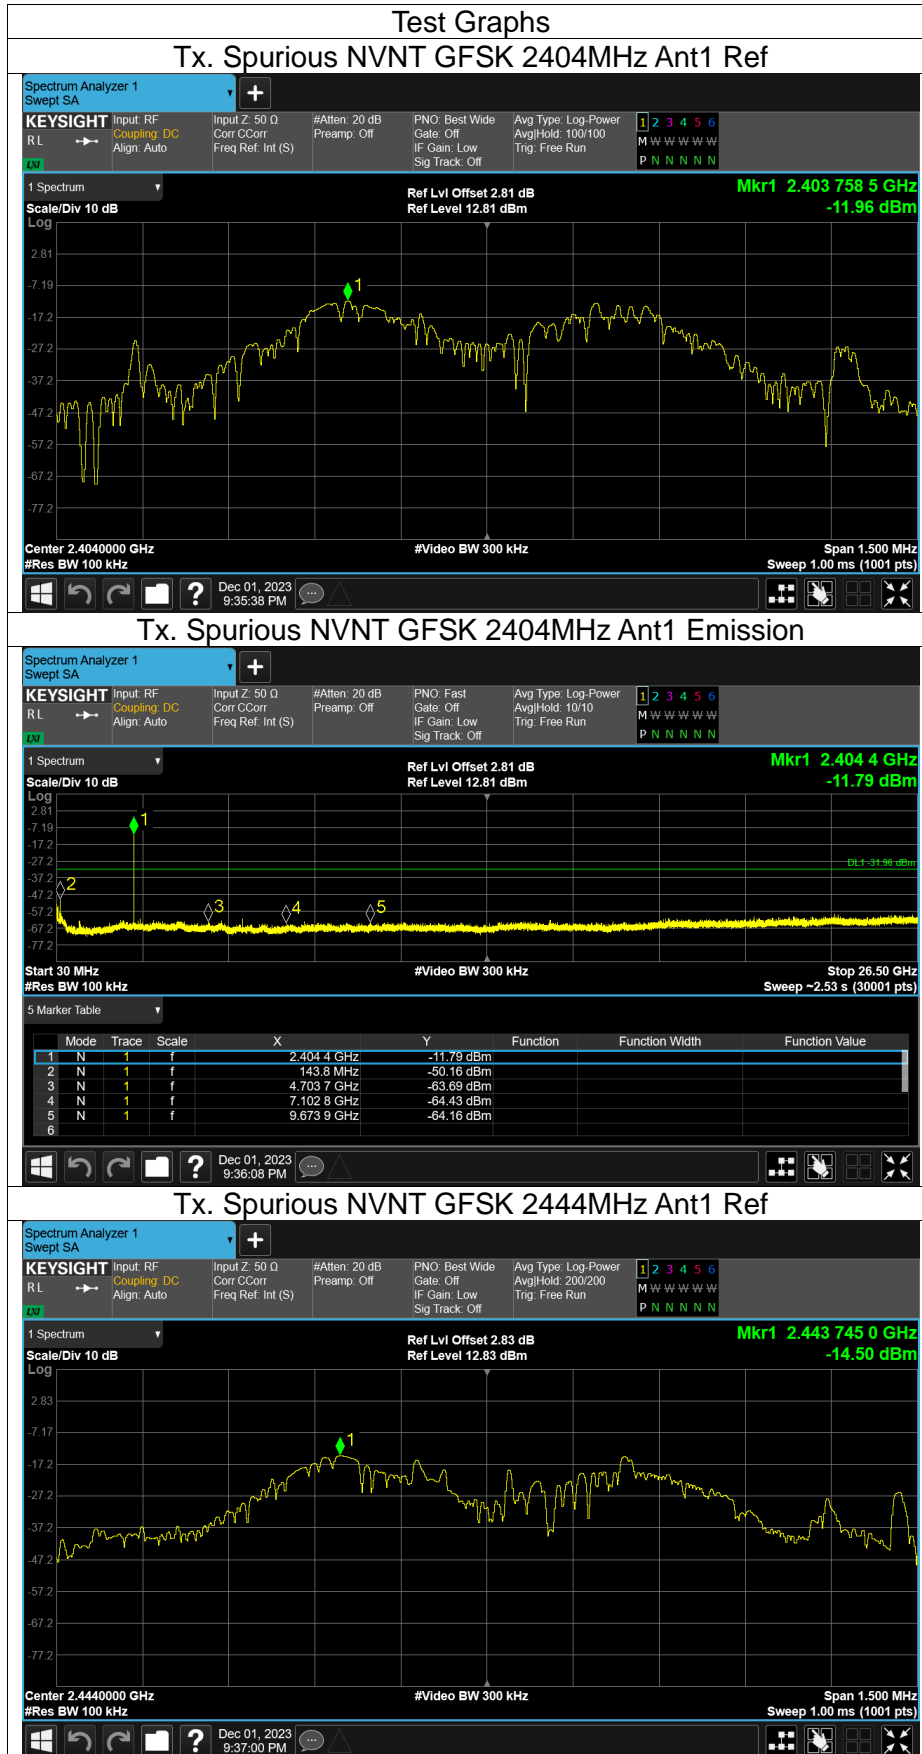 Test Graphs
Tx. Spurious NVNT GFSK 2404MHz Ant1 Ref
Spectrum Analyzer 1
Swept SA
+
KEYSIGHT Input: RF Input Z: 50 Ω #Atten: 20 dB PNO: Best Wide Avg Type: Log-Power 1 2 3 4 5 6
R L Coupling: DC Corr CCorr Preamp: Off Gate: Off Avg|Hold: 100/100 M W W W W W
Align: Auto Freq Ref: Int (S) IF Gain: Low Trig: Free Run
LXI Sig Track: Off P N N N N N
1 Spectrum Ref Lvl Offset 2.81 dB Mkr1 2.403 758 5 GHz
Scale/Div 10 dB Ref Level 12.81 dBm -11.96 dBm
Log
2.81
1
-7.19
-17.2
-27.2
-37.2
-47.2
-57.2
-67.2
-77.2
Center 2.4040000 GHz #Video BW 300 kHz Span 1.500 MHz
#Res BW 100 kHz Sweep 1.00 ms (1001 pts)
? Dec 01, 2023
9:35:38 PM
Tx. Spurious NVNT GFSK 2404MHz Ant1 Emission
Spectrum Analyzer 1
Swept SA
+
KEYSIGHT Input: RF Input Z: 50 Ω #Atten: 20 dB PNO: Fast Avg Type: Log-Power 1 2 3 4 5 6
R L Coupling: DC Corr CCorr Preamp: Off Gate: Off Avg|Hold: 10/10 M W W W W W
Align: Auto Freq Ref: Int (S) IF Gain: Low Trig: Free Run
LXI Sig Track: Off P N N N N N
1 Spectrum Ref Lvl Offset 2.81 dB Mkr1 2.404 4 GHz
Scale/Div 10 dB Ref Level 12.81 dBm -11.79 dBm
Log
2.81
-7.19 1
-17.2
-27.2 DL1 -31.96 dBm
-37.2
-47.2 2
-57.2 3 4 5
-67.2
-77.2
Start 30 MHz #Video BW 300 kHz Stop 26.50 GHz
#Res BW 100 kHz Sweep ~2.53 s (30001 pts)
5 Marker Table
Mode Trace Scale X Y Function Function Width Function Value
1 N 1 f 2.404 4 GHz -11.79 dBm
2 N 1 f 143.8 MHz -50.16 dBm
3 N 1 f 4.703 7 GHz -63.69 dBm
4 N 1 f 7.102 8 GHz -64.43 dBm
5 N 1 f 9.673 9 GHz -64.16 dBm
6
? Dec 01, 2023
9:36:08 PM
Tx. Spurious NVNT GFSK 2444MHz Ant1 Ref
Spectrum Analyzer 1
Swept SA
+
KEYSIGHT Input: RF Input Z: 50 Ω #Atten: 20 dB PNO: Best Wide Avg Type: Log-Power 1 2 3 4 5 6
R L Coupling: DC Corr CCorr Preamp: Off Gate: Off Avg|Hold: 200/200 M W W W W W
Align: Auto Freq Ref: Int (S) IF Gain: Low Trig: Free Run
LXI Sig Track: Off P N N N N N
1 Spectrum Ref Lvl Offset 2.83 dB Mkr1 2.443 745 0 GHz
Scale/Div 10 dB Ref Level 12.83 dBm -14.50 dBm
Log
2.83
-7.17
1
-17.2
-27.2
-37.2
-47.2
-57.2
-67.2
-77.2
Center 2.4440000 GHz #Video BW 300 kHz Span 1.500 MHz
#Res BW 100 kHz Sweep 1.00 ms (1001 pts)
? Dec 01, 2023
9:37:00 PM